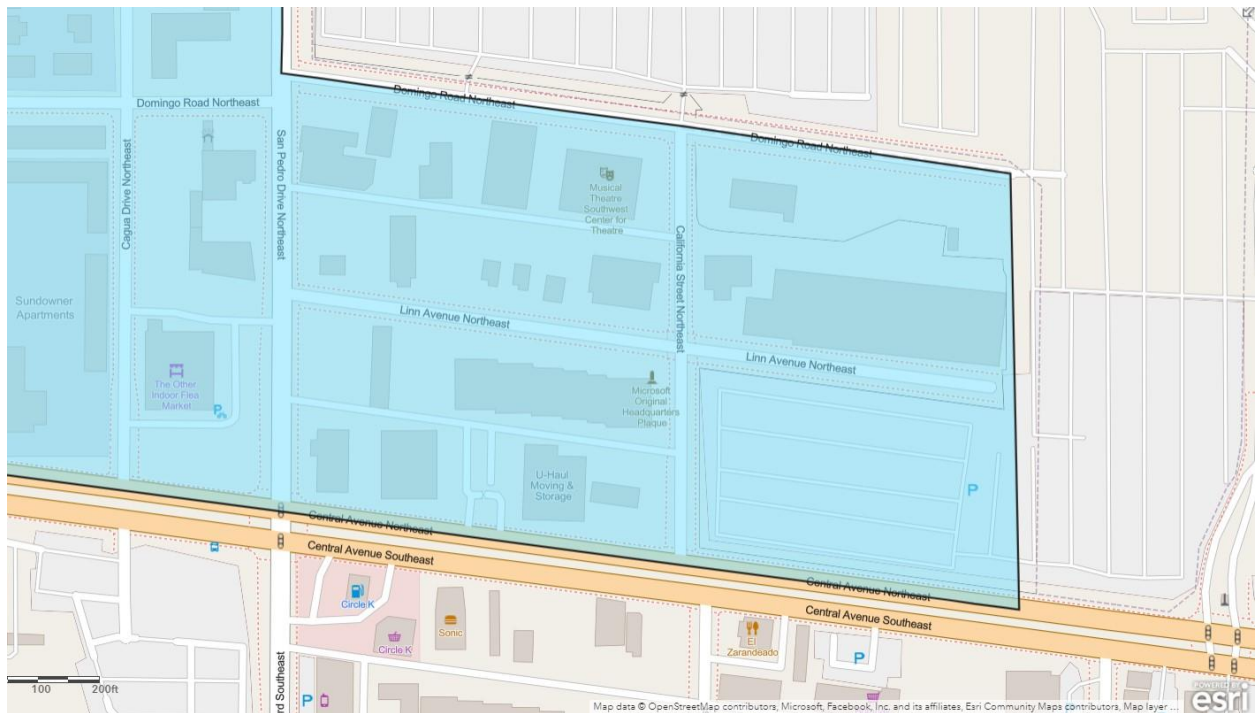 Domingo Road Northeast
Domingo Road Northeast
Domingo Road Northeast
Cagua Drive Northeast
San Pedro Drive Northeast
Musical
Theatre
Southwest
Center for
Theatre
California Street Northeast
Sundowner
Apartments
Linn Avenue Northeast
Linn Avenue Northeast
The Other
Indoor Flea
Market
P
Microsoft
Original
Headquarters
Plaque
U-Haul
Moving &
Storage
P
Central Avenue Northeast
Central Avenue Southeast
Central Avenue Northeast
Central Avenue Southeast
Circle K
Circle K
Sonic
El
Zarandeado
P
rd Southeast
P
100 200ft
Map data © OpenStreetMap contributors, Microsoft, Facebook, Inc. and its affiliates, Esri Community Maps contributors, Map layer ...
POWERED BY
esri